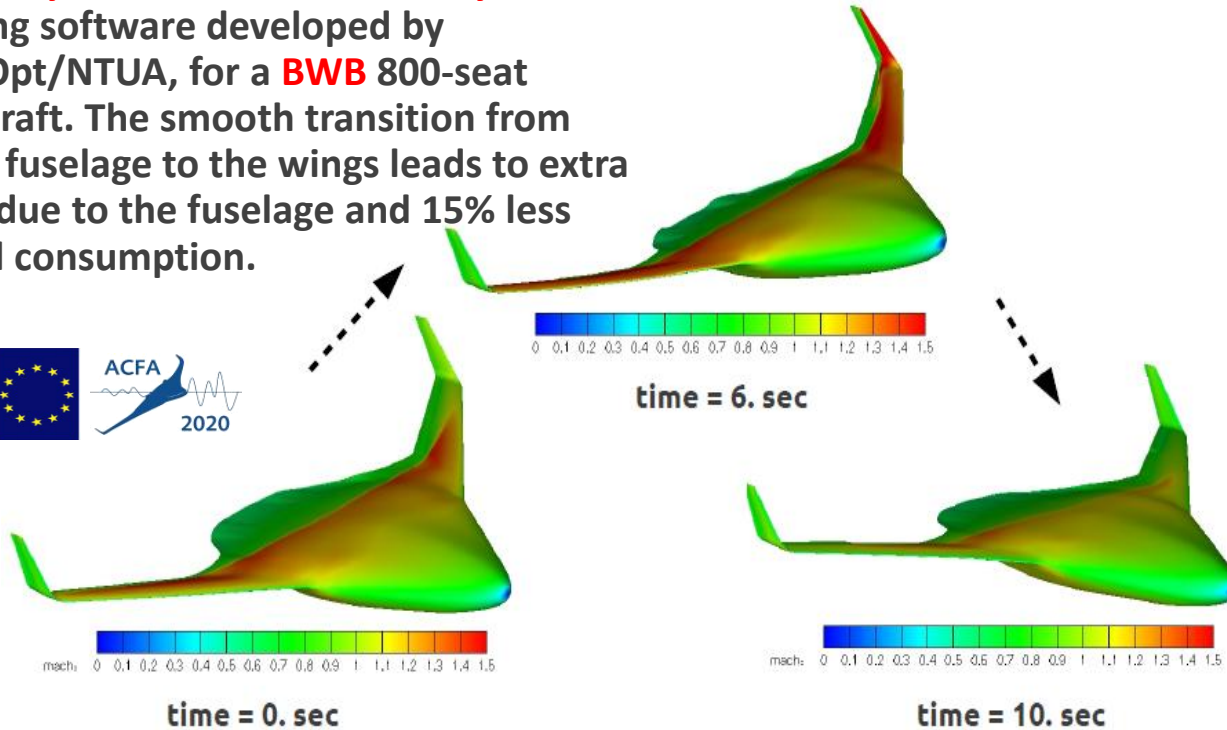 ng software developed by
Opt/NTUA, for a BWB 800-seat
raft. The smooth transition from
fuselage to the wings leads to extra
due to the fuselage and 15% less
l consumption.
ACFA
2020
0 0.1 0.2 0.3 0.4 0.5 0.6 0.7 0.8 0.9 1 1.1 1.2 1.3 1.4 1.5
time = 6. sec
mach: 0 0.1 0.2 0.3 0.4 0.5 0.6 0.7 0.8 0.9 1 1.1 1.2 1.3 1.4 1.5
time = 0. sec
mach: 0 0.1 0.2 0.3 0.4 0.5 0.6 0.7 0.8 0.9 1 1.1 1.2 1.3 1.4 1.5
time = 10. sec